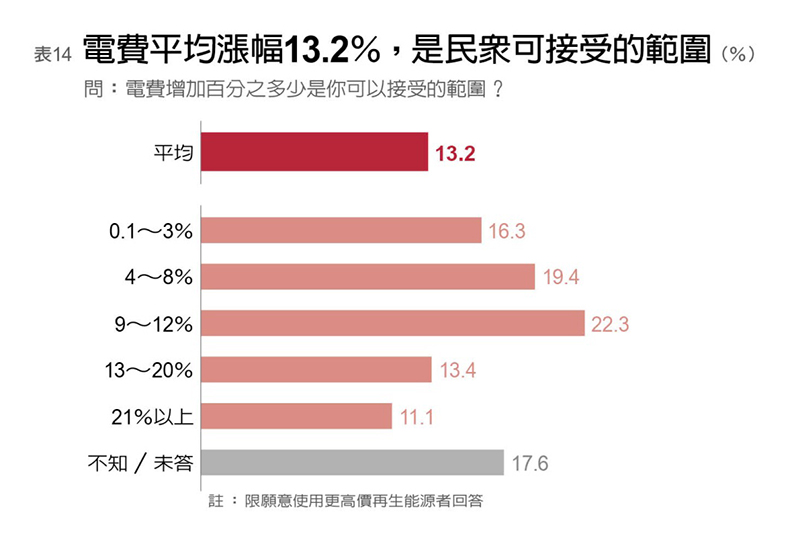 表14 電費平均漲幅13.2%，是民眾可接受的範圍（%）
問：電費增加百分之多少是你可以接受的範圍？
平均 13.2
0.1～3% 16.3
4～8% 19.4
9～12% 22.3
13～20% 13.4
21%以上 11.1
不知／未答 17.6
註：限願意使用更高價再生能源者回答